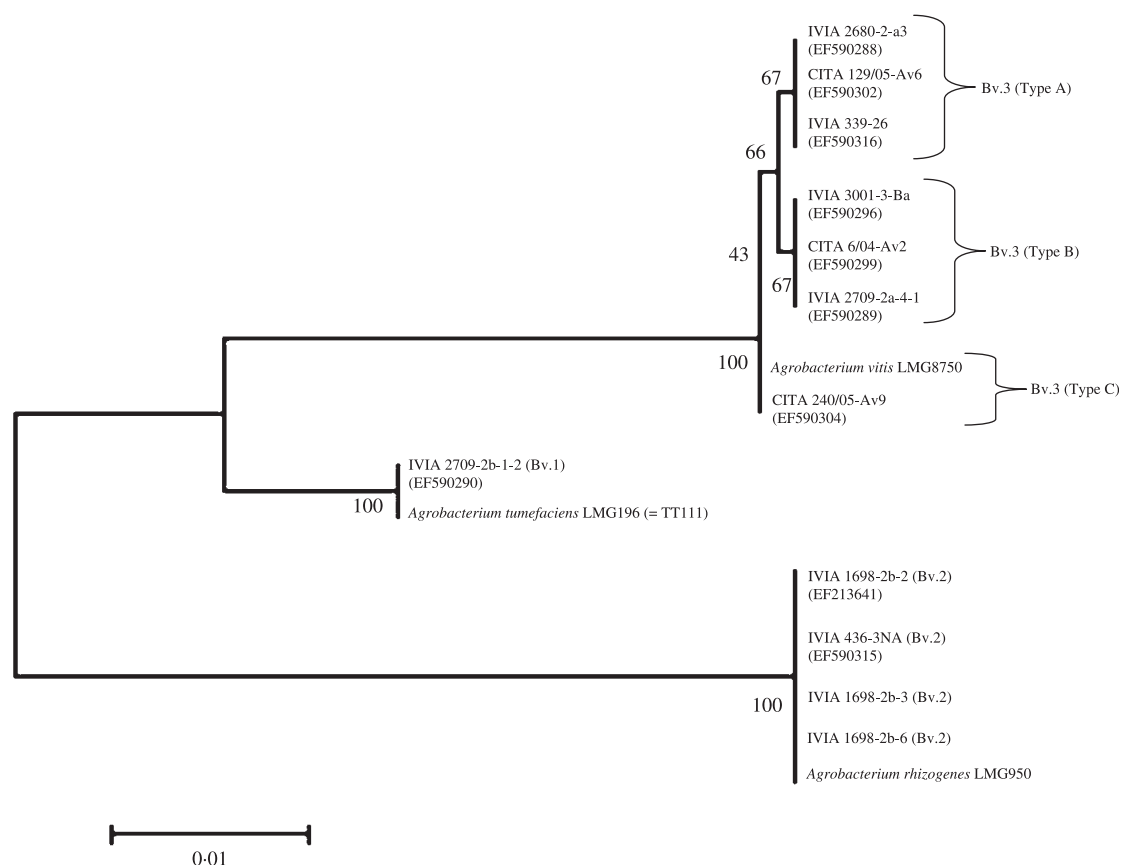 IVIA 2680-2-a3
(EF590288)
67
CITA 129/05-Av6
(EF590302)
Bv.3 (Type A)
IVIA 339-26
(EF590316)
66
IVIA 3001-3-Ba
(EF590296)
43
CITA 6/04-Av2
(EF590299)
Bv.3 (Type B)
67
IVIA 2709-2a-4-1
(EF590289)
100
Agrobacterium vitis LMG8750
Bv.3 (Type C)
CITA 240/05-Av9
(EF590304)
IVIA 2709-2b-1-2 (Bv.1)
(EF590290)
100
Agrobacterium tumefaciens LMG196 (= TT111)
IVIA 1698-2b-2 (Bv.2)
(EF213641)
IVIA 436-3NA (Bv.2)
(EF590315)
100
IVIA 1698-2b-3 (Bv.2)
IVIA 1698-2b-6 (Bv.2)
Agrobacterium rhizogenes LMG950
0·01